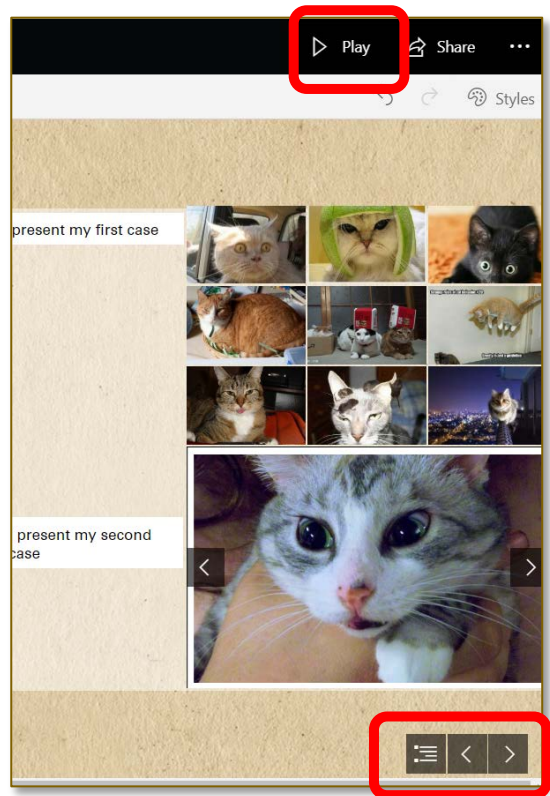 Play Share ...
Styles
present my first case
present my second
case